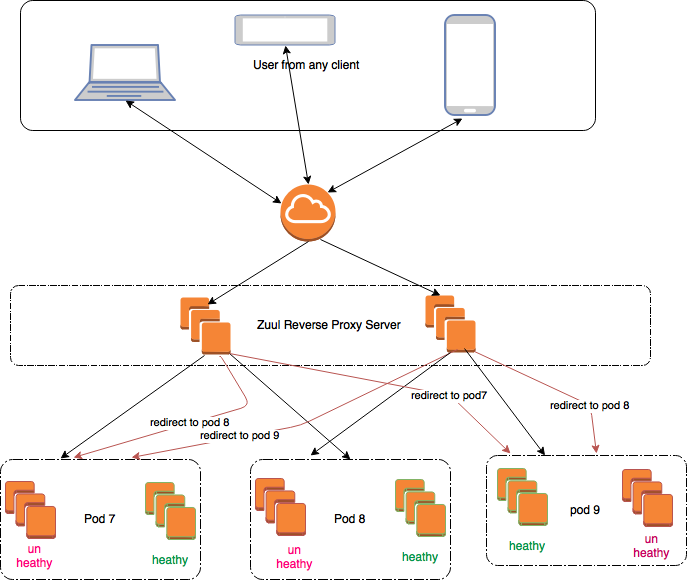 User from any client
Zuul Reverse Proxy Server
redirect to pod7
redirect to pod 8
redirect to pod 8
redirect to pod 9
Pod 7
un
heathy
heathy
Pod 8
un
heathy
heathy
pod 9
heathy
un
heathy